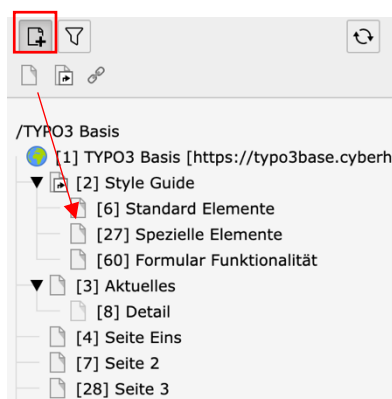 /TYPO3 Basis
[1] TYPO3 Basis [https://typo3base.cyberh
[2] Style Guide
[6] Standard Elemente
[27] Spezielle Elemente
[60] Formular Funktionalität
[3] Aktuelles
[8] Detail
[4] Seite Eins
[7] Seite 2
[28] Seite 3